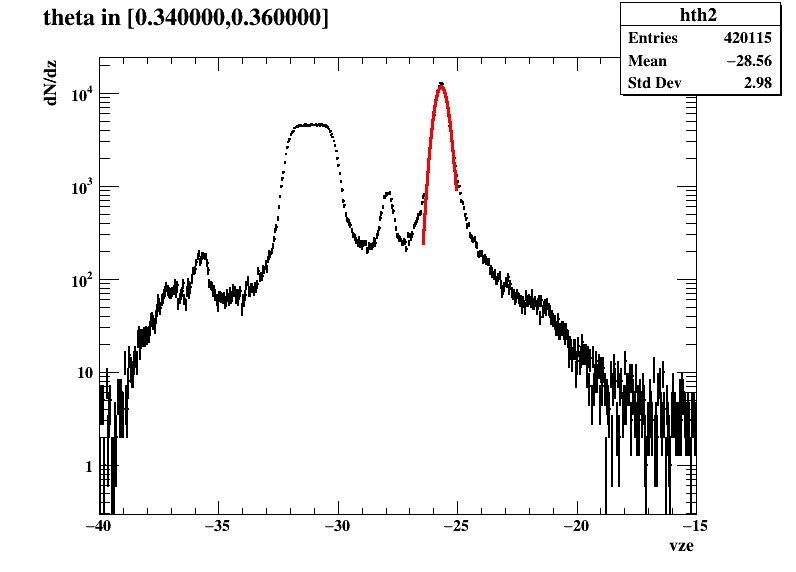 theta in [0.340000,0.360000]
hth2
Entries 420115
Mean −28.56
Std Dev 2.98
dN/dz
10⁴
10³
10²
10
1
−40 −35 −30 −25 −20 −15
vze